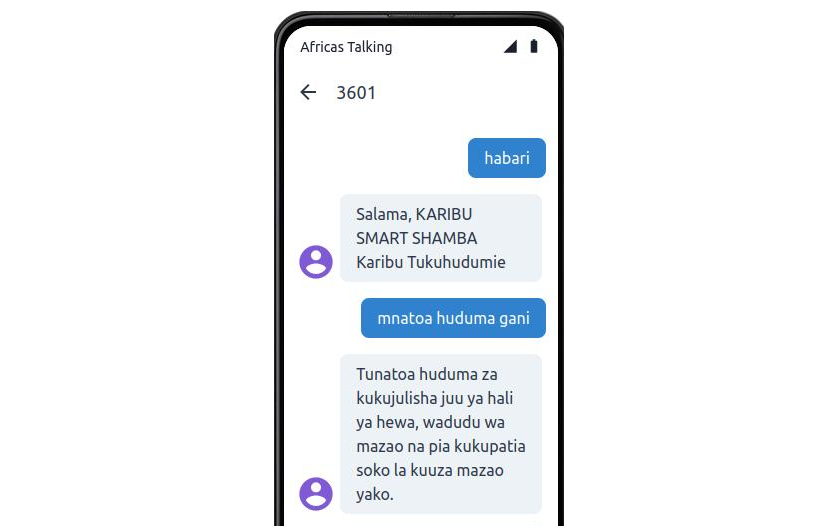 Africas Talking
3601
habari
Salama, KARIBU
SMART SHAMBA
Karibu Tukuhudumie
mnatoa huduma gani
Tunatoa huduma za
kukujulisha juu ya hali
ya hewa, wadudu wa
mazao na pia kukupatia
soko la kuuza mazao
yako.